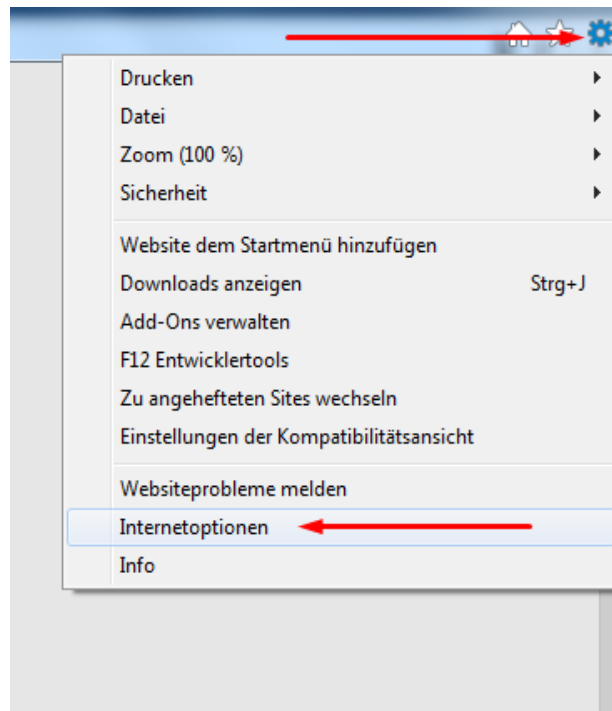 Drucken
Datei
Zoom (100 %)
Sicherheit
Website dem Startmenü hinzufügen
Downloads anzeigen Strg+J
Add-Ons verwalten
F12 Entwicklertools
Zu angehefteten Sites wechseln
Einstellungen der Kompatibilitätsansicht
Websiteprobleme melden
Internetoptionen
Info